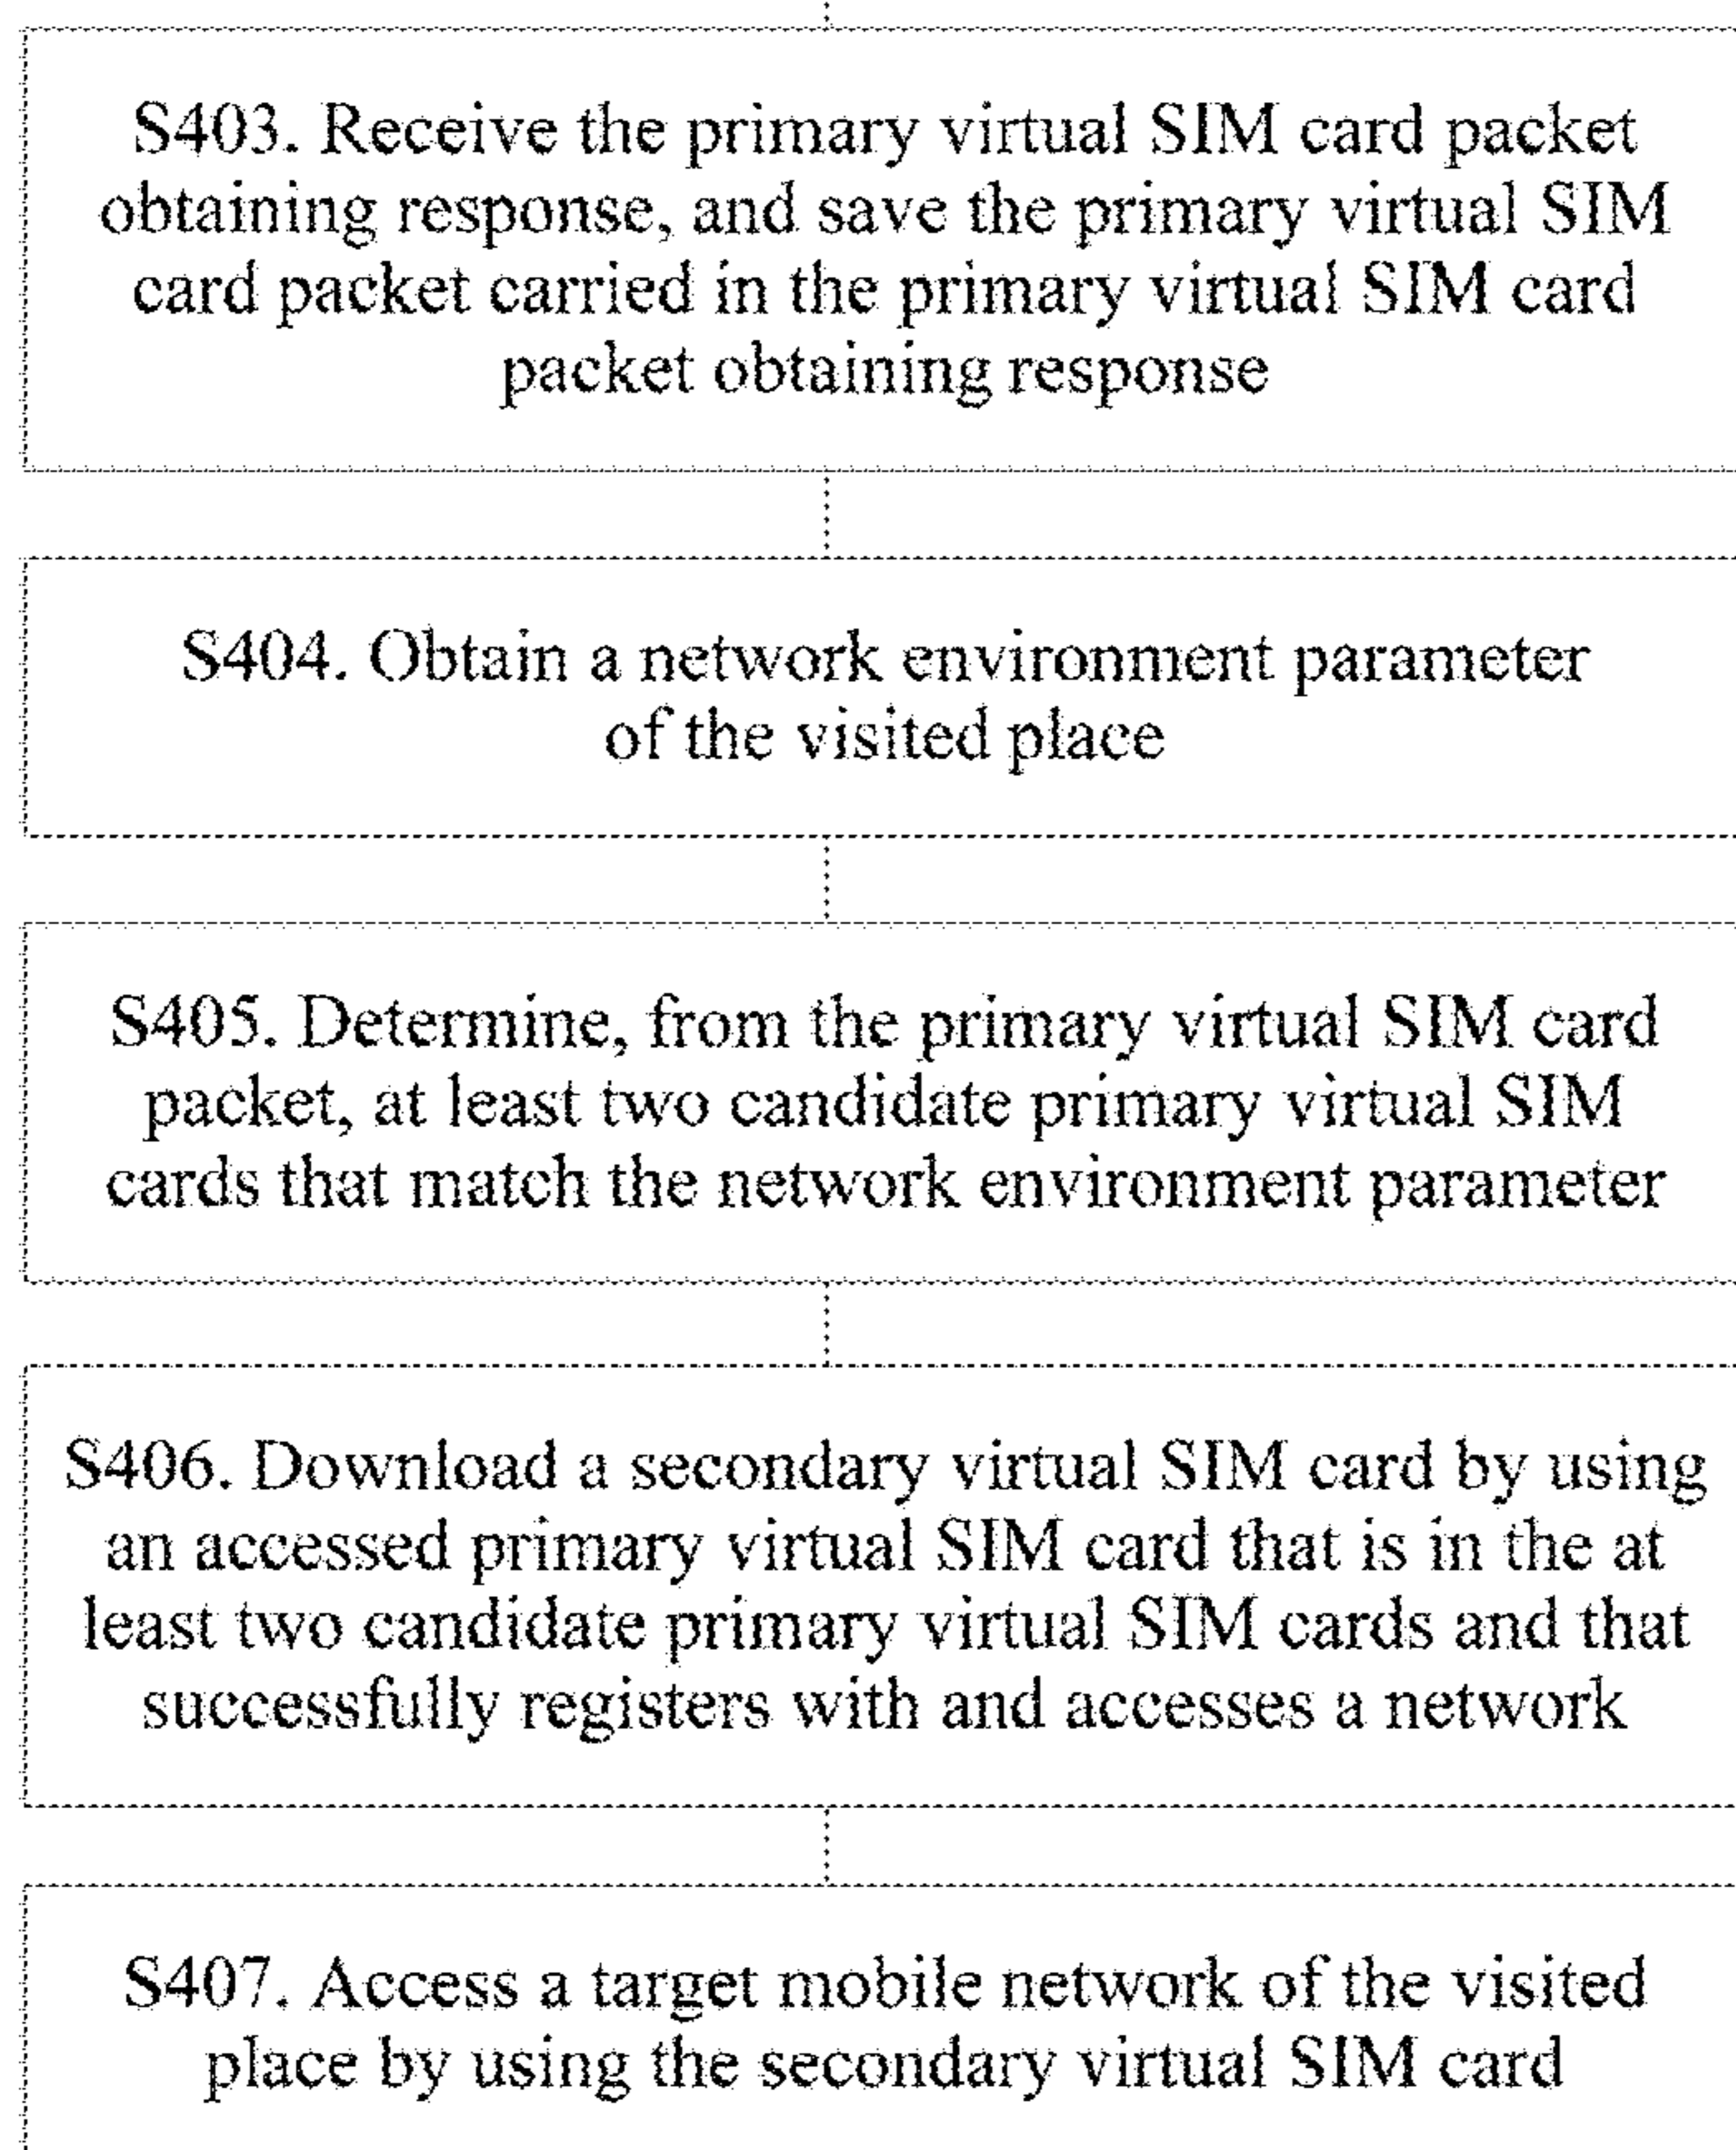 S403. Receive the primary virtual SIM card packet
obtaining response, and save the primary virtual SIM
card packet carried in the primary virtual SIM card
packet obtaining response
S404. Obtain a network environment parameter
of the visited place
S405. Determine, from the primary virtual SIM card
packet, at least two candidate primary virtual SIM
cards that match the network environment parameter
S406. Download a secondary virtual SIM card by using
an accessed primary virtual SIM card that is in the at
least two candidate primary virtual SIM cards and that
successfully registers with and accesses a network
S407. Access a target mobile network of the visited
place by using the secondary virtual SIM card